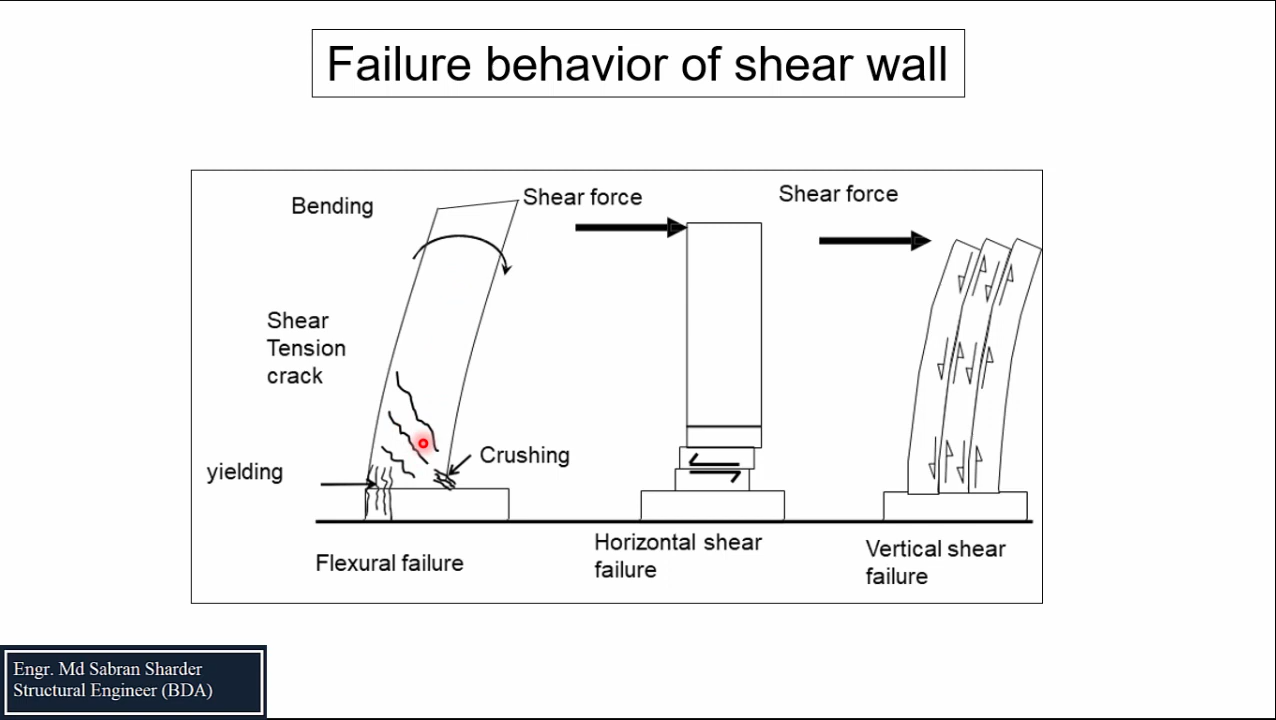 Failure behavior of shear wall
Bending
Shear force
Shear force
Shear
Tension
crack
yielding
Crushing
Flexural failure
Horizontal shear
failure
Vertical shear
failure
Engr. Md Sabran Sharder
Structural Engineer (BDA)